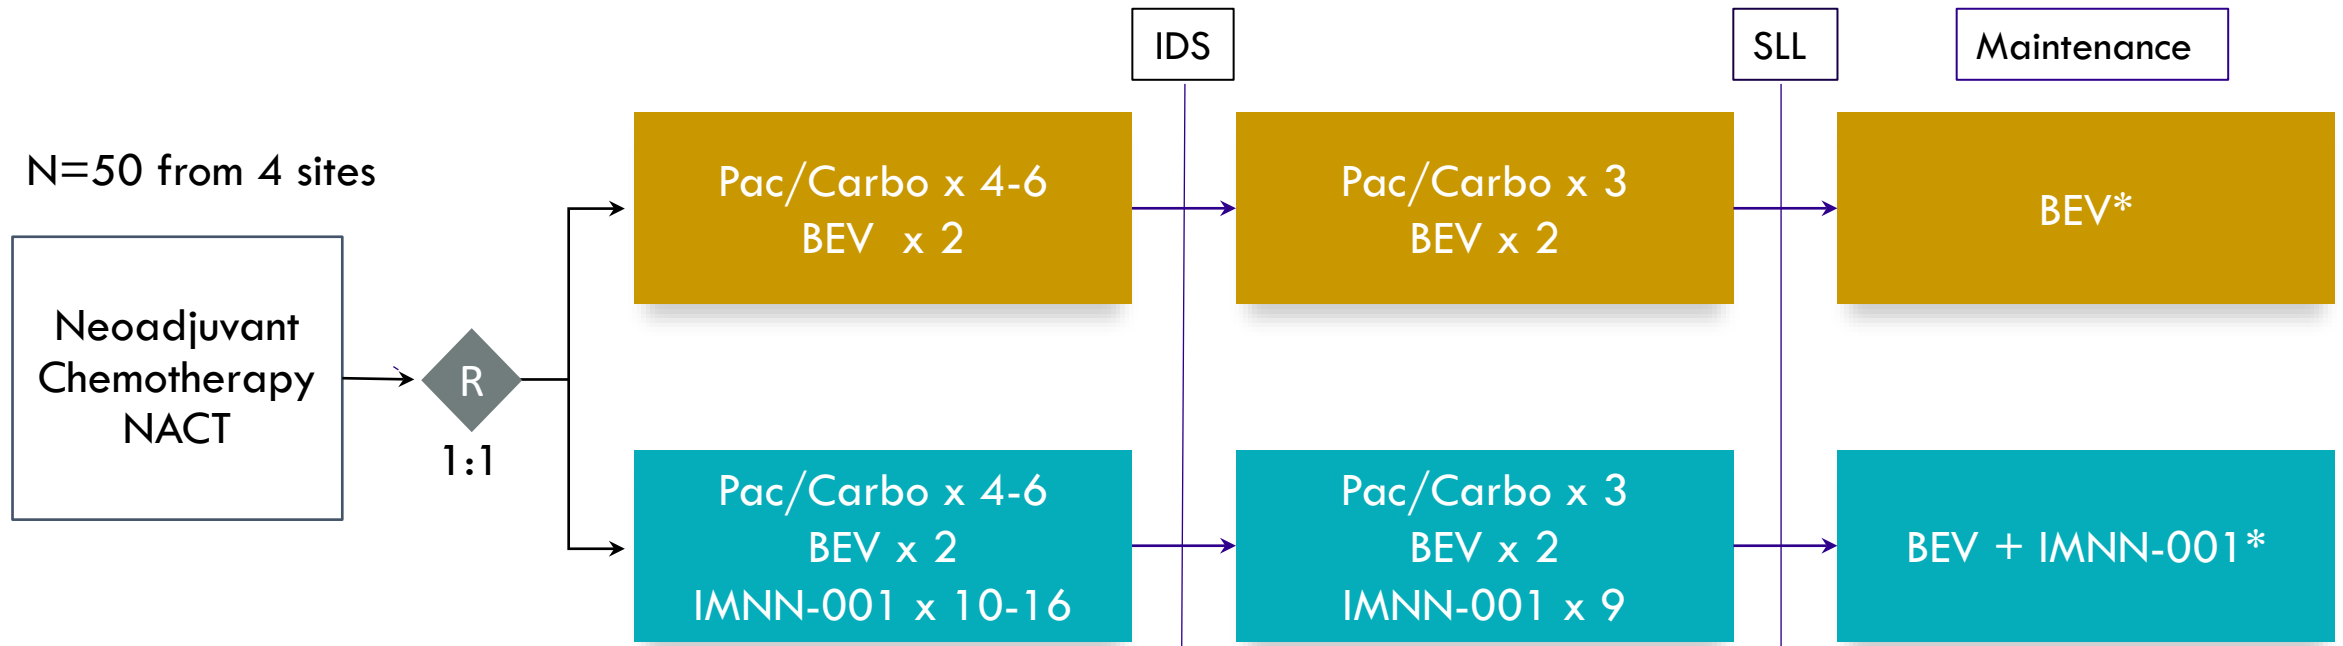 IDS
SLL
Maintenance
N=50 from 4 sites
Neoadjuvant
Chemotherapy
NACT
R
1:1
Pac/Carbo x 4-6
BEV  x 2
Pac/Carbo x 3
BEV x 2
BEV*
Pac/Carbo x 4-6
BEV x 2
IMNN-001 x 10-16
Pac/Carbo x 3
BEV x 2
IMNN-001 x 9
BEV + IMNN-001*